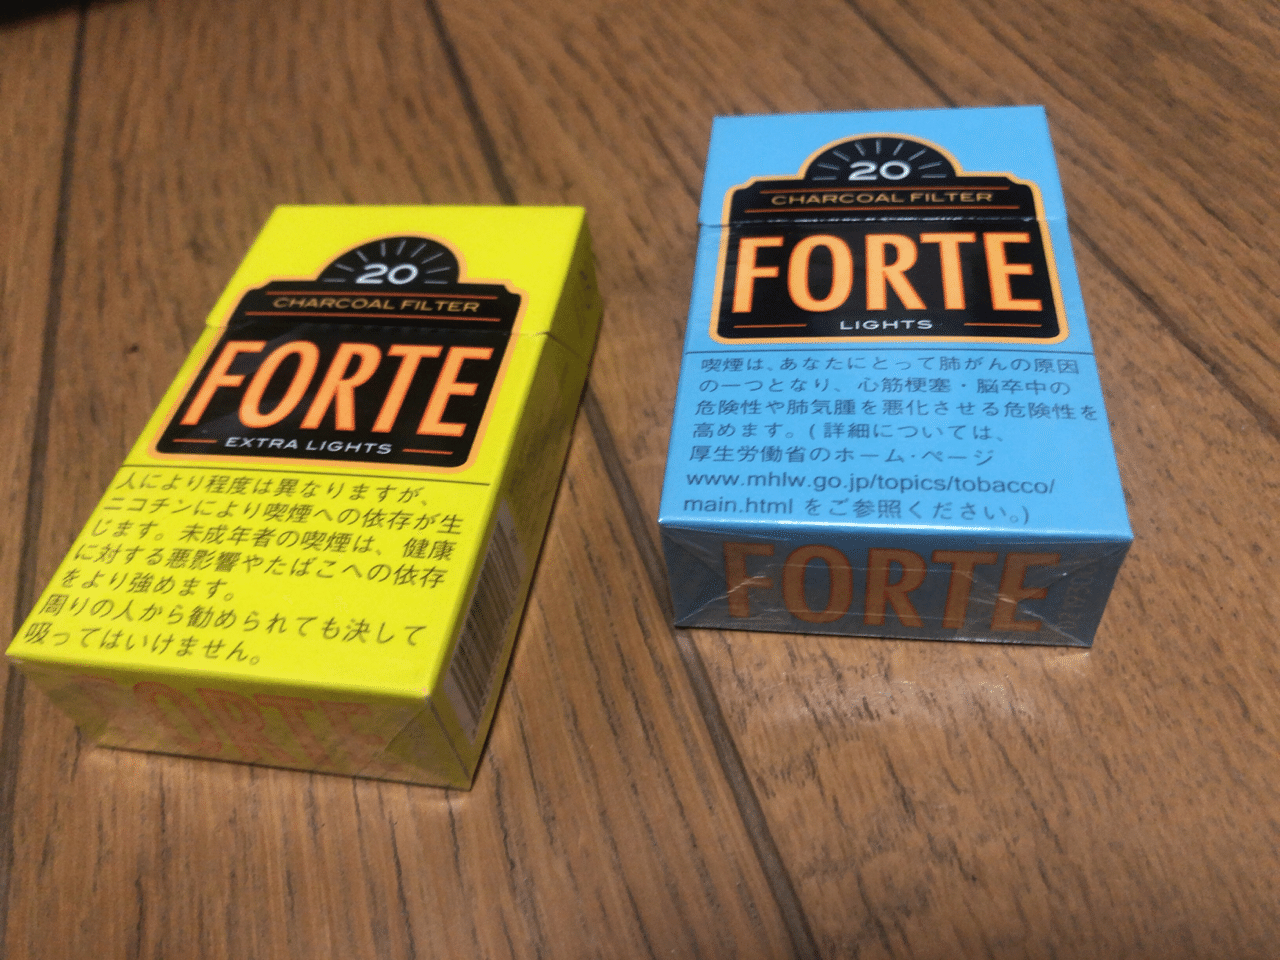 20
CHARCOAL FILTER
FORTE
EXTRA LIGHTS
人により程度は異なりますが、
ニコチンにより喫煙への依存が生
じます。未成年者の喫煙は、健康
に対する悪影響やたばこへの依存
をより強めます。
周りの人から勧められても決して
吸ってはいけません。
FORTE
20
CHARCOAL FILTER
FORTE
LIGHTS
喫煙は、あなたにとって肺がんの原因
の一つとなり、心筋梗塞・脳卒中の
危険性や肺気腫を悪化させる危険性を
高めます。(詳細については、
厚生労働省のホーム・ページ
www.mhlw.go.jp/topics/tobacco/
main.html をご参照ください。)
FORTE